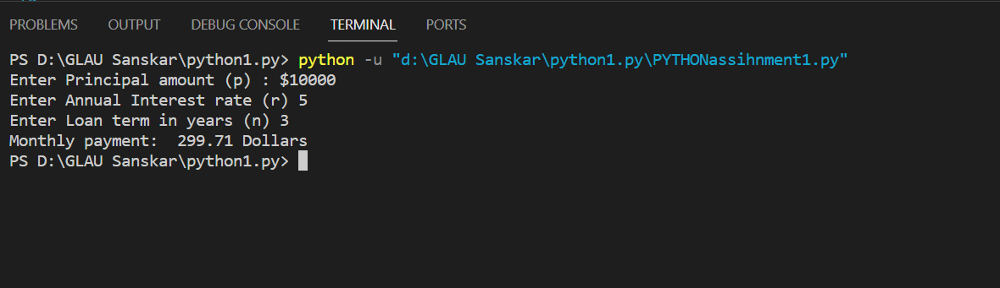 PROBLEMS OUTPUT DEBUG CONSOLE TERMINAL PORTS
PS D:\GLAU Sanskar\python1.py> python -u "d:\GLAU Sanskar\python1.py\PYTHONassihnment1.py"
Enter Principal amount (p) : $10000
Enter Annual Interest rate (r) 5
Enter Loan term in years (n) 3
Monthly payment:  299.71 Dollars
PS D:\GLAU Sanskar\python1.py>